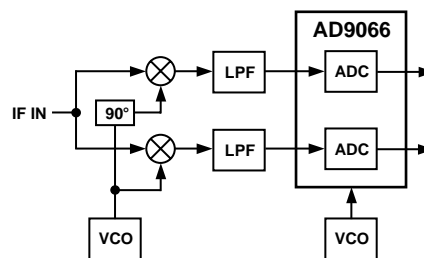 AD9066
LPF
ADC
IF IN
90°
LPF
ADC
VCO
VCO